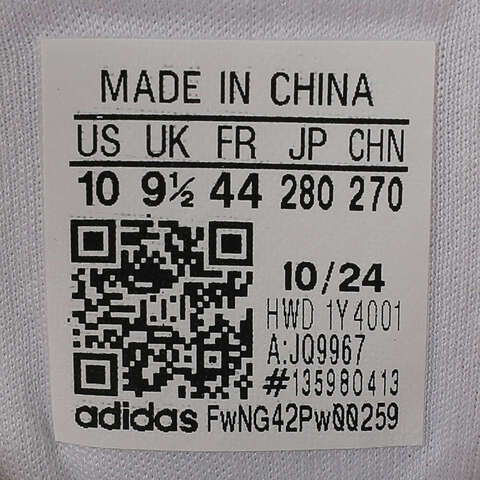 MADE IN CHINA
US UK FR JP CHN
10 9½ 44 280 270
10/24
HWD 1Y4001
A:JQ9967
#135980413
adidas FwNG42PwQQ259